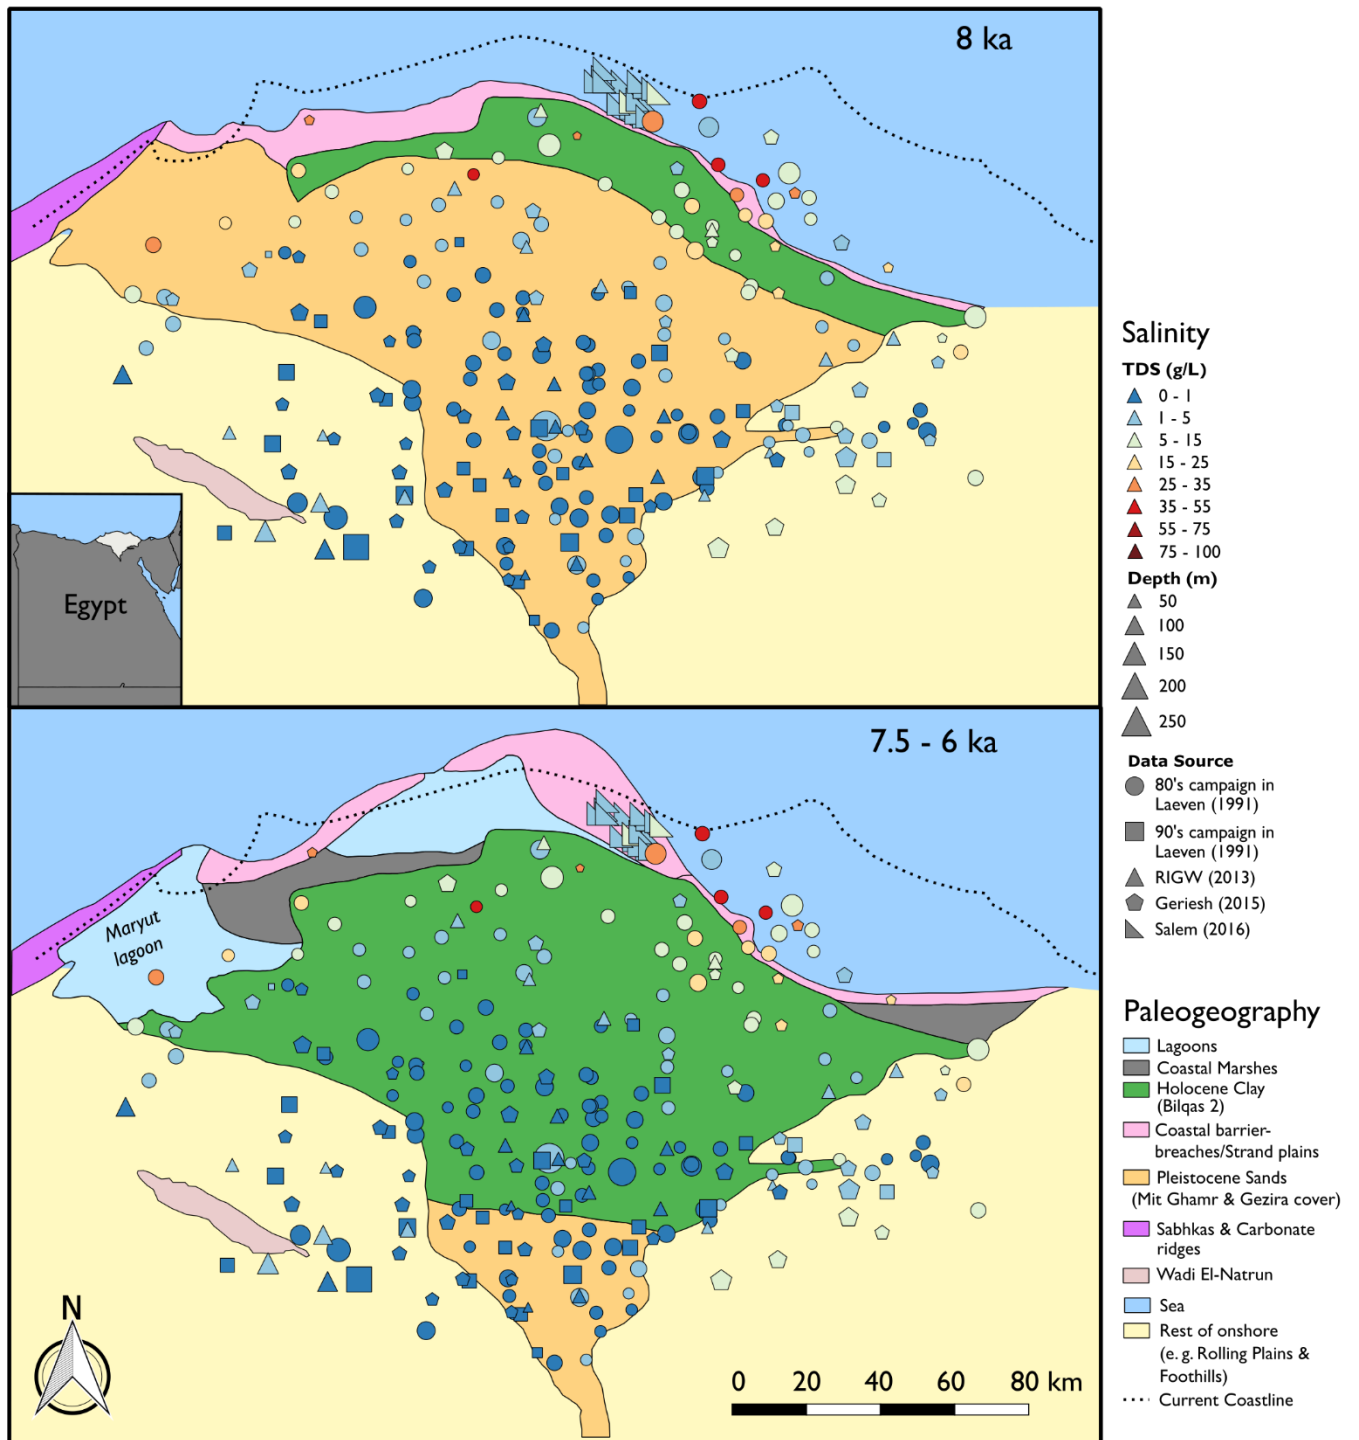 8 ka
Egypt
7.5 - 6 ka
Maryut
lagoon
N
0 20 40 60 80 km
Salinity
TDS (g/L)
0 - 1
1 - 5
5 - 15
15 - 25
25 - 35
35 - 55
55 - 75
75 - 100
Depth (m)
50
100
150
200
250
Data Source
80's campaign in
Laeven (1991)
90's campaign in
Laeven (1991)
RIGW (2013)
Geriesh (2015)
Salem (2016)
Paleogeography
Lagoons
Coastal Marshes
Holocene Clay
(Bilqas 2)
Coastal barrier-
breaches/Strand plains
Pleistocene Sands
(Mit Ghamr & Gezira cover)
Sabhkas & Carbonate
ridges
Wadi El-Natrun
Sea
Rest of onshore
(e. g. Rolling Plains &
Foothills)
Current Coastline